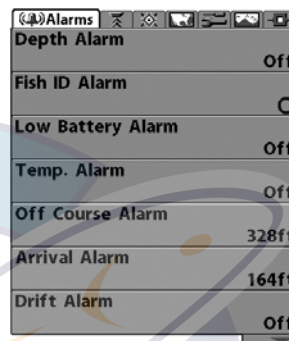 Alarms
Depth Alarm
Off
Fish ID Alarm
Low Battery Alarm
Off
Temp. Alarm
Off
Off Course Alarm
328ft
Arrival Alarm
164ft
Drift Alarm
Off